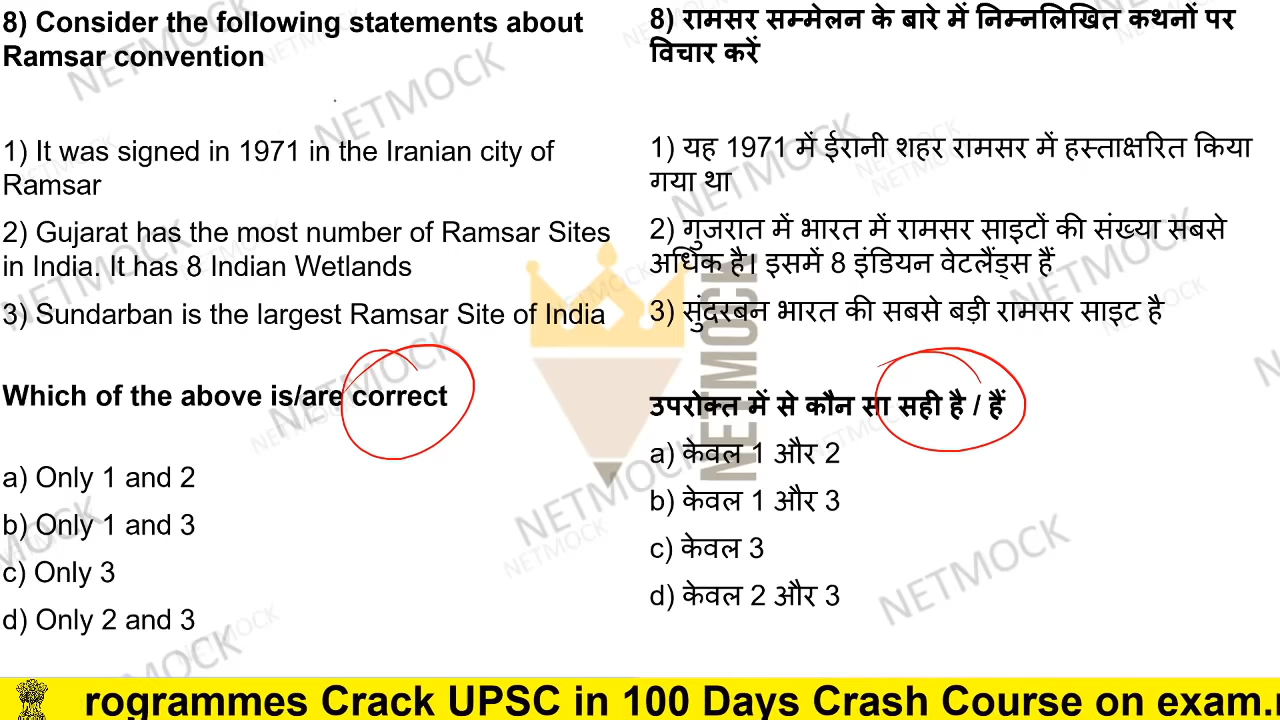 8) Consider the following statements about
Ramsar convention
1) It was signed in 1971 in the Iranian city of
Ramsar
2) Gujarat has the most number of Ramsar Sites
in India. It has 8 Indian Wetlands
3) Sundarban is the largest Ramsar Site of India
Which of the above is/are correct
a) Only 1 and 2
b) Only 1 and 3
c) Only 3
d) Only 2 and 3
8) रामसर सम्मेलन के बारे में निम्नलिखित कथनों पर
विचार करें
1) यह 1971 में ईरानी शहर रामसर में हस्ताक्षरित किया
गया था
2) गुजरात में भारत में रामसर साइटों की संख्या सबसे
अधिक है। इसमें 8 इंडियन वेटलैंड्स हैं
3) सुंदरबन भारत की सबसे बड़ी रामसर साइट है
उपरोक्त में से कौन सा सही है / हैं
a) केवल 1 और 2
b) केवल 1 और 3
c) केवल 3
d) केवल 2 और 3
NETMOCK
rogrammes Crack UPSC in 100 Days Crash Course on exam.